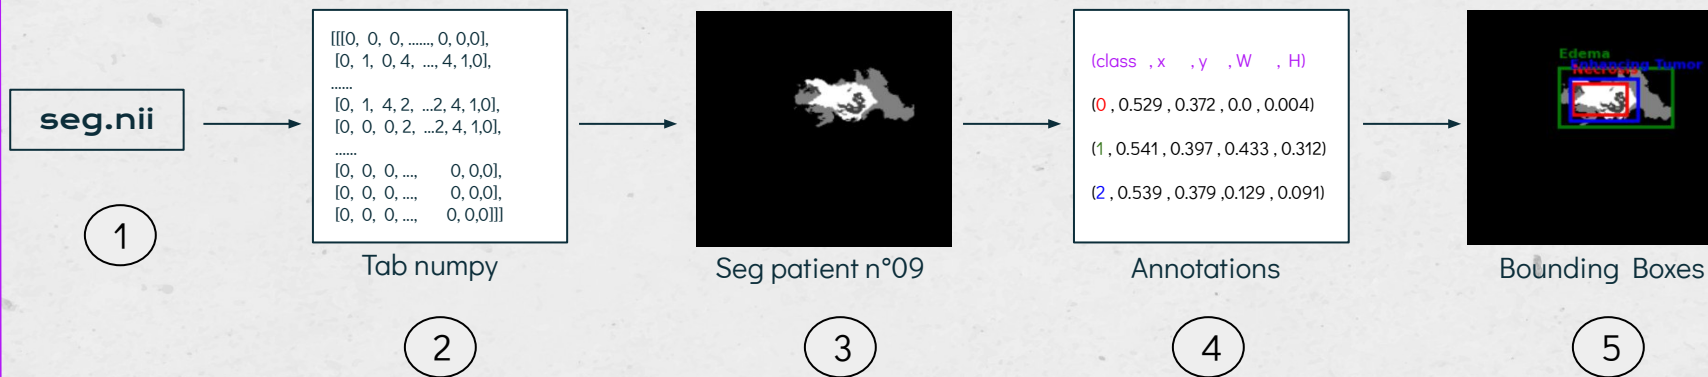 seg.nii
1
[[[0, 0, 0, ......, 0, 0,0],
[0, 1, 0,4, ..., 4, 1,0],
......
[0, 1, 4, 2, ...2, 4, 1,0],
[0, 0, 0, 2, ...2, 4, 1,0],
......
[0, 0, 0, ..., 0, 0,0],
[0, 0, 0, ..., 0, 0,0],
[0, 0, 0, ..., 0, 0,0]]]
Tab numpy
2
Seg patient n°09
3
(class , x , y , W , H)
(0 , 0.529 , 0.372 , 0.0 , 0.004)
(1 , 0.541 , 0.397 , 0.433 , 0.312)
(2 , 0.539 , 0.379 ,0.129 , 0.091)
Annotations
4
Edema
Enhancing Tumor
Necrosis
Bounding Boxes
5